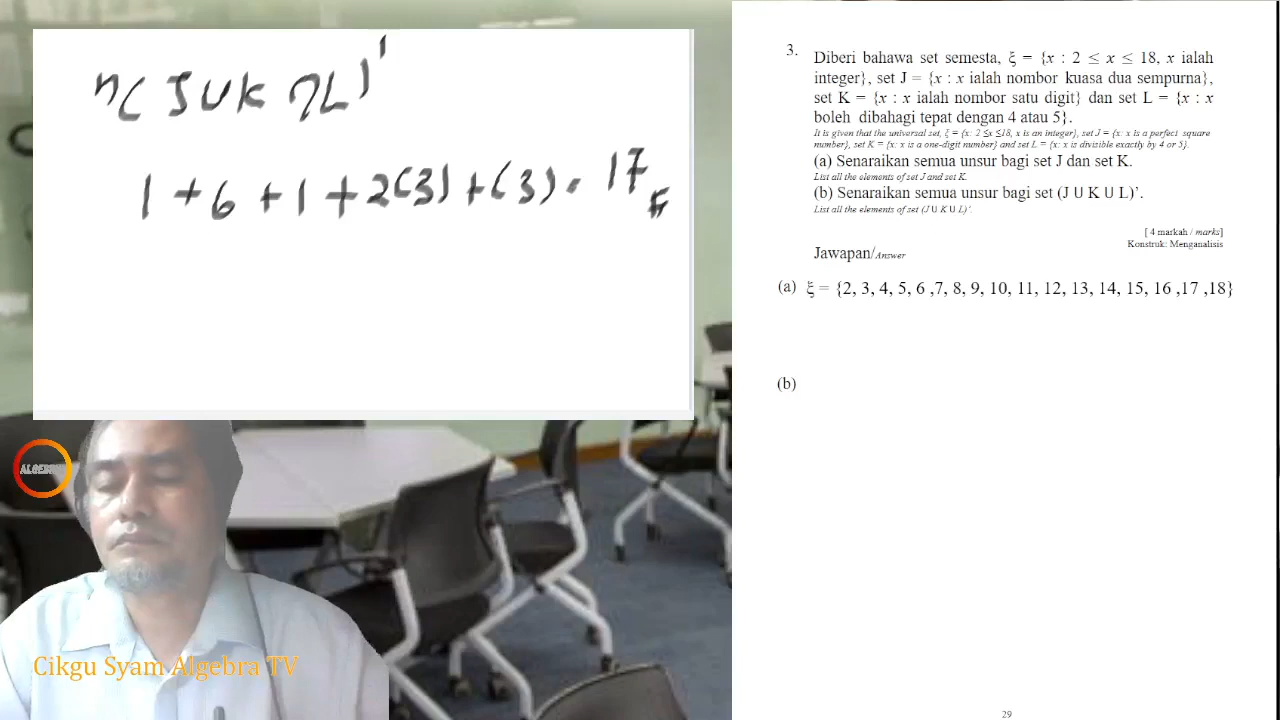 n(J ∪ K ∩ L)'
1 + 6 + 1 + 2(3) + (3) = 17
ALGEBRA
Cikgu Syam Algebra TV
3.
Diberi bahawa set semesta, ξ = {x : 2 ≤ x ≤ 18, x ialah
integer}, set J = {x : x ialah nombor kuasa dua sempurna},
set K = {x : x ialah nombor satu digit} dan set L = {x : x
boleh dibahagi tepat dengan 4 atau 5}.
It is given that the universal set, ξ = {x: 2 ≤x ≤18, x is an integer}, set J = {x: x is a perfect square
number}, set K = {x: x is a one-digit number} and set L = {x: x is divisible exactly by 4 or 5}.
(a) Senaraikan semua unsur bagi set J dan set K.
List all the elements of set J and set K.
(b) Senaraikan semua unsur bagi set (J U K U L)’.
List all the elements of set (J U K U L)’.
[ 4 markah / marks]
Konstruk: Menganalisis
Jawapan/Answer
(a) ξ = {2, 3, 4, 5, 6 ,7, 8, 9, 10, 11, 12, 13, 14, 15, 16 ,17 ,18}
(b)
29